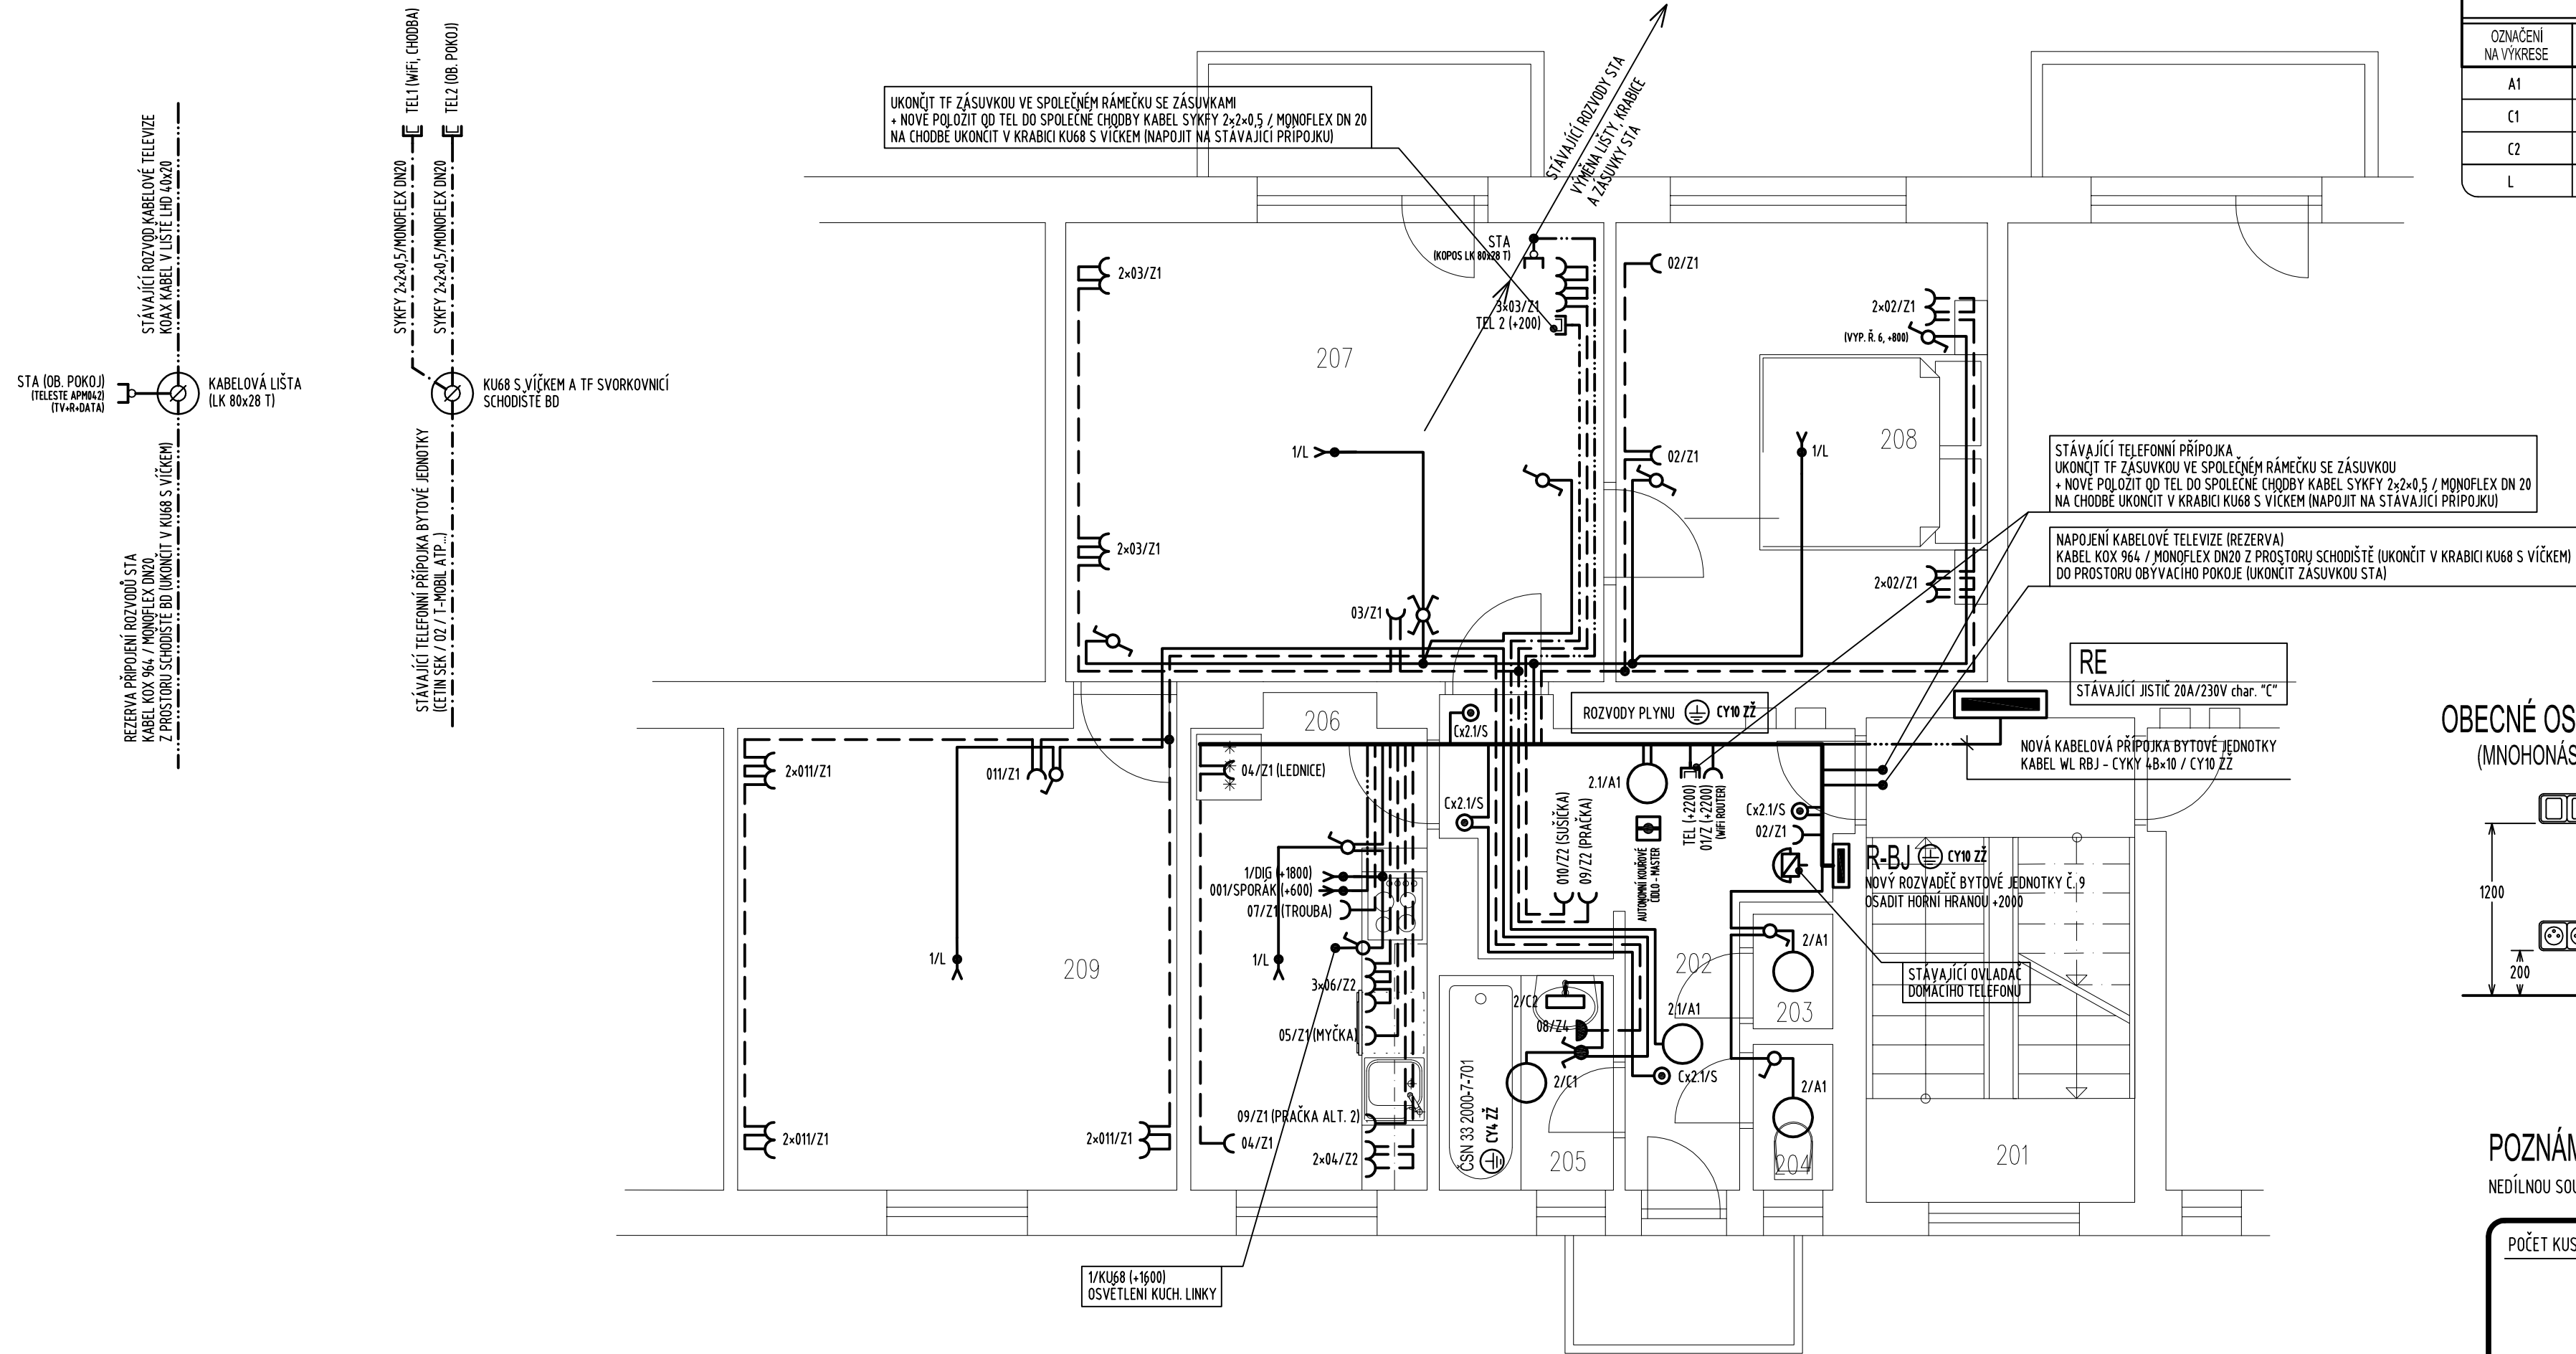 TEL1 (WiFi, CHODBA)
TEL2 (OB. POKOJ)
STÁVAJÍCÍ ROZVOD KABELOVÉ TELEVIZE
KOAX KABEL V LIŠTĚ LHD 40x20
SYKFY 2x2x0,5/MONOFLEX DN20
SYKFY 2x2x0,5/MONOFLEX DN20
STA (OB. POKOJ)
(TELESTE APM042)
(TV+R+DATA)
KABELOVÁ LIŠTA
(LK 80x28 T)
KU68 S VÍČKEM A TF SVORKOVNICÍ
SCHODIŠTĚ BD
REZERVA PŘIPOJENÍ ROZVODŮ STA
KABEL KOX 964 / MONOFLEX DN20
Z PROSTORU SCHODIŠTĚ BD (UKONČIT V KU68 S VÍČKEM)
STÁVAJÍCÍ TELEFONNÍ PŘÍPOJKA BYTOVÉ JEDNOTKY
(CETIN SEK / O2 / T-MOBIL ATP...)
UKONČIT TF ZÁSUVKOU VE SPOLEČNÉM RÁMEČKU SE ZÁSUVKAMI
+ NOVĚ POLOŽIT OD TEL DO SPOLEČNÉ CHODBY KABEL SYKFY 2x2x0,5 / MONOFLEX DN 20
NA CHODBĚ UKONČIT V KRABICI KU68 S VÍČKEM (NAPOJIT NA STÁVAJÍCÍ PŘÍPOJKU)
STÁVAJÍCÍ ROZVODY STA
VÝMĚNA LIŠTY, KRABICE
A ZÁSUVKY STA
OZNAČENÍ
NA VÝKRESE
A1
C1
C2
L
STA
(KOPOS LK 80x28 T)
2x03/Z1
3x03/Z1
TEL 2 (+200)
207
1/L
2x03/Z1
03/Z1
02/Z1
2x02/Z1
(VYP. Ř. 6, +800)
02/Z1
1/L
208
2x02/Z1
STÁVAJÍCÍ TELEFONNÍ PŘÍPOJKA
UKONČIT TF ZÁSUVKOU VE SPOLEČNÉM RÁMEČKU SE ZÁSUVKOU
+ NOVĚ POLOŽIT OD TEL DO SPOLEČNÉ CHODBY KABEL SYKFY 2x2x0,5 / MONOFLEX DN 20
NA CHODBĚ UKONČIT V KRABICI KU68 S VÍČKEM (NAPOJIT NA STÁVAJÍCÍ PŘÍPOJKU)
NAPOJENÍ KABELOVÉ TELEVIZE (REZERVA)
KABEL KOX 964 / MONOFLEX DN20 Z PROSTORU SCHODIŠTĚ (UKONČIT V KRABICI KU68 S VÍČKEM)
DO PROSTORU OBÝVACÍHO POKOJE (UKONČIT ZÁSUVKOU STA)
RE
STÁVAJÍCÍ JISTIČ 20A/230V char. "C"
ROZVODY PLYNU CY10 ZŽ
NOVÁ KABELOVÁ PŘÍPOJKA BYTOVÉ JEDNOTKY
KABEL WL RBJ - CYKY 4Bx10 / CY10 ZŽ
206
Cx2.1/S
2x011/Z1
011/Z1
04/Z1 (LEDNICE)
Cx2.1/S
2.1/A1
AUTONOMNÍ KOUŘOVÉ
ČIDLO - MASTER
TEL (+2200)
01/Z (+2200)
(WiFi ROUTER)
010/Z2 (SUŠIČKA)
09/Z2 (PRAČKA)
Cx2.1/S
02/Z1
R-BJ CY10 ZŽ
NOVÝ ROZVADĚČ BYTOVÉ JEDNOTKY Č. 9
OSADIT HORNÍ HRANOU +2000
1/DIG (+1800)
001/SPORÁK (+600)
07/Z1 (TROUBA)
1/L
209
1/L
3x06/Z2
05/Z1 (MYČKA)
09/Z1 (PRAČKA ALT. 2)
04/Z1
2x04/Z2
2x011/Z1
2x011/Z1
2/C2
08/Z4
2/C1
ČSN 33 2000-7-701
CY4 ZŽ
205
202
2.1/A1
Cx2.1/S
2/A1
203
2/A1
204
201
STÁVAJÍCÍ OVLADAČ
DOMÁCÍHO TELEFONU
1/KU68 (+1600)
OSVĚTLENÍ KUCH. LINKY
OBECNÉ OS
(MNOHONÁS
1200
200
POZNÁM
NEDÍLNOU SOU
POČET KUS